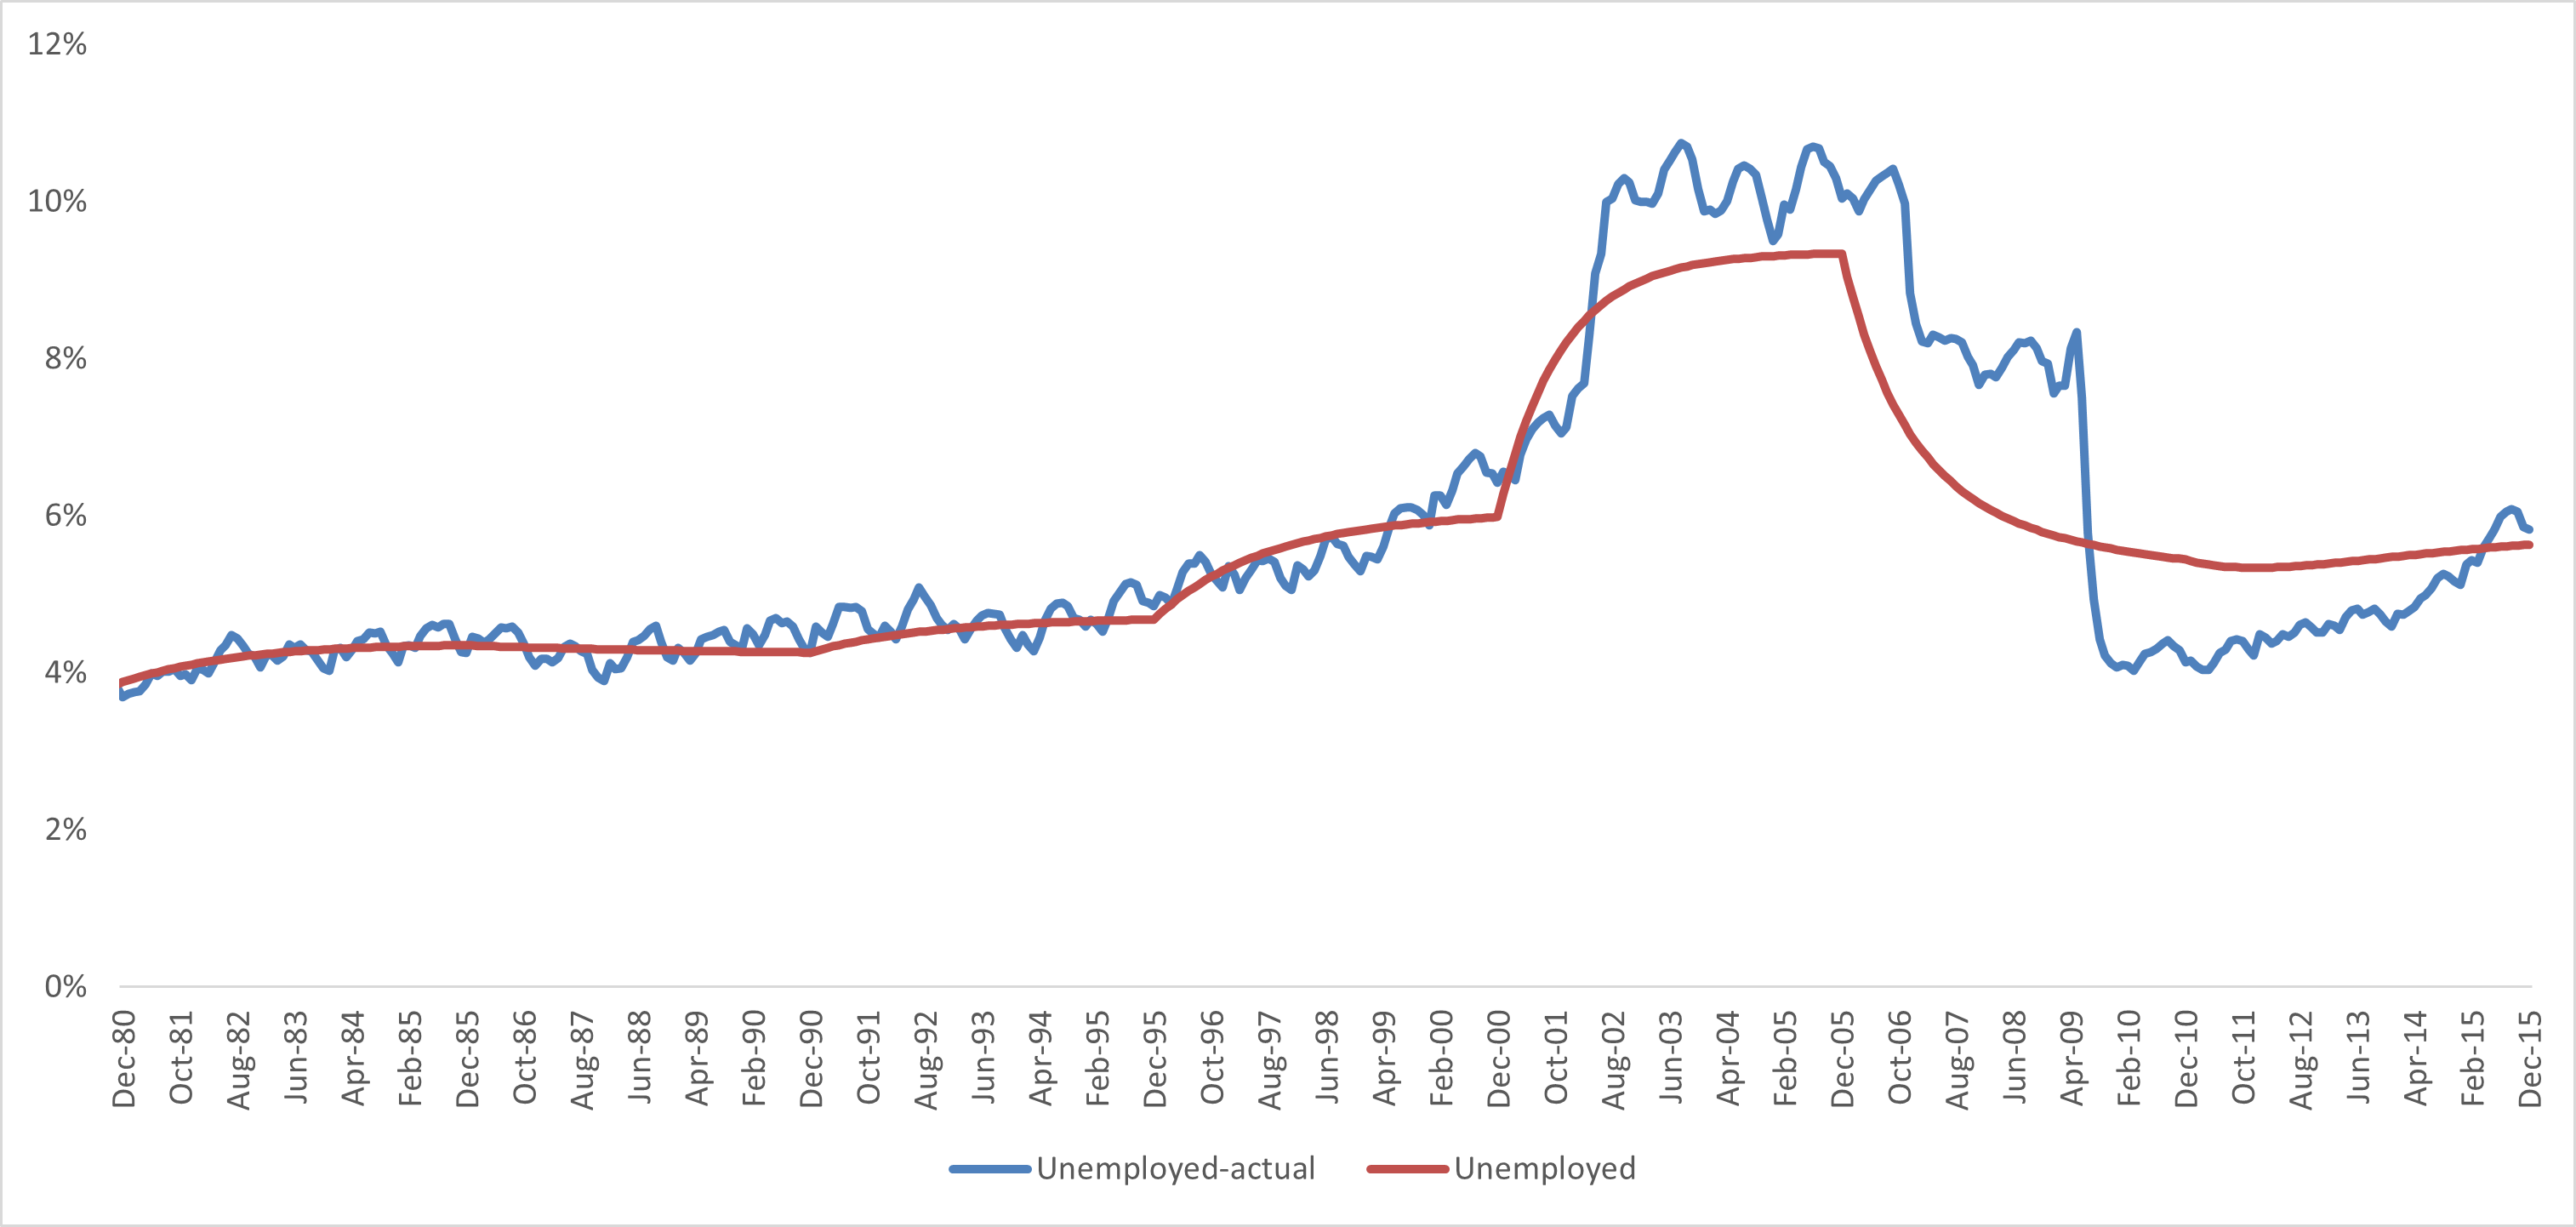 12%
10%
8%
6%
4%
2%
0%
Dec-80
Oct-81
Aug-82
Jun-83
Apr-84
Feb-85
Dec-85
Oct-86
Aug-87
Jun-88
Apr-89
Feb-90
Dec-90
Oct-91
Aug-92
Jun-93
Apr-94
Feb-95
Dec-95
Oct-96
Aug-97
Jun-98
Apr-99
Feb-00
Dec-00
Oct-01
Aug-02
Jun-03
Apr-04
Feb-05
Dec-05
Oct-06
Aug-07
Jun-08
Apr-09
Feb-10
Dec-10
Oct-11
Aug-12
Jun-13
Apr-14
Feb-15
Dec-15
Unemployed-actual
Unemployed